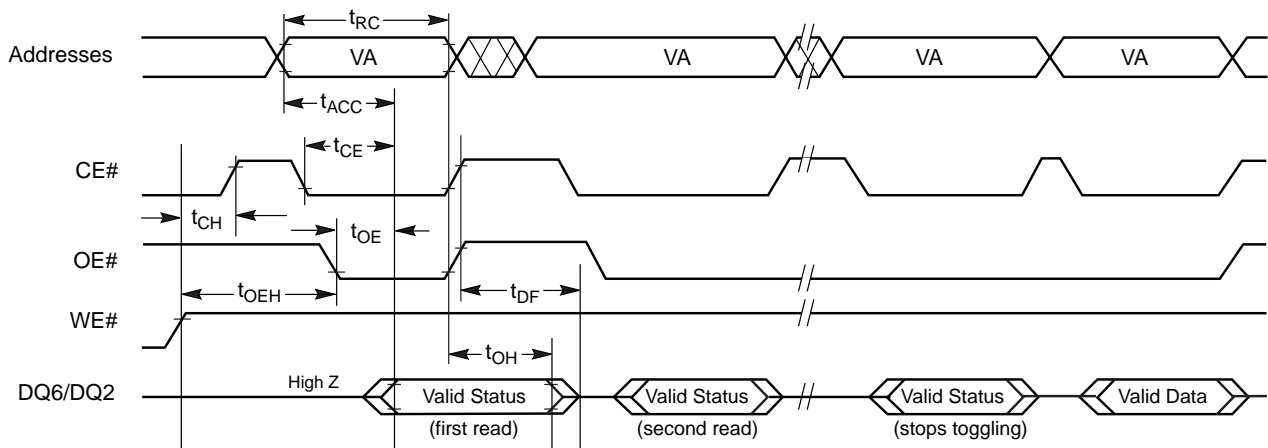 tRC
Addresses VA VA VA VA
tACC
tCE
CE#
tCH tOE
OE#
tOEH tDF
WE#
tOH
DQ6/DQ2 High Z Valid Status Valid Status Valid Status Valid Data
(first read) (second read) (stops toggling)